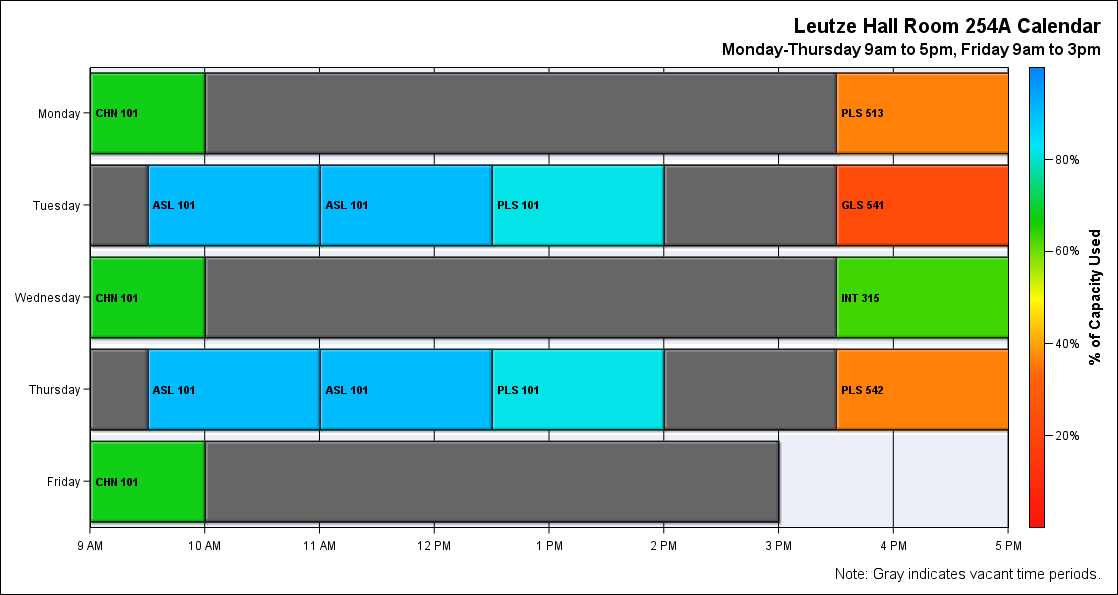 Leutze Hall Room 254A Calendar
Monday-Thursday 9am to 5pm, Friday 9am to 3pm
Monday
CHN 101
PLS 513
80%
Tuesday
ASL 101
ASL 101
PLS 101
GLS 541
60%
% of Capacity Used
Wednesday
CHN 101
INT 315
40%
Thursday
ASL 101
ASL 101
PLS 101
PLS 542
20%
Friday
CHN 101
9 AM
10 AM
11 AM
12 PM
1 PM
2 PM
3 PM
4 PM
5 PM
Note: Gray indicates vacant time periods.